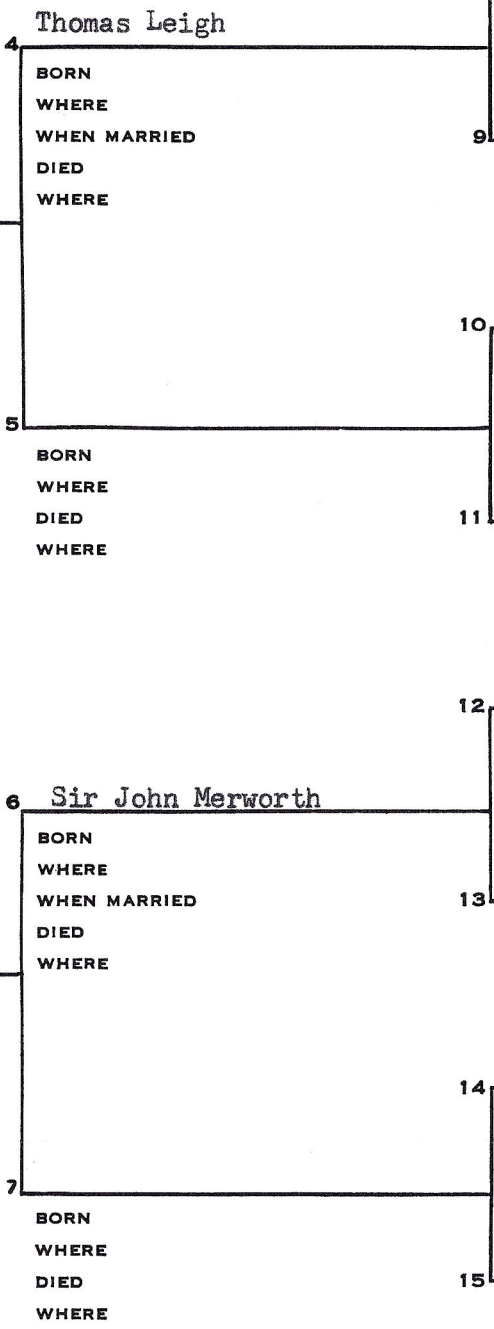 Thomas Leigh
4
BORN
WHERE
WHEN MARRIED
9
DIED
WHERE
10
5
BORN
WHERE
DIED
11
WHERE
12
6 Sir John Merworth
BORN
WHERE
WHEN MARRIED
13
DIED
WHERE
14
7
BORN
WHERE
DIED
15
WHERE